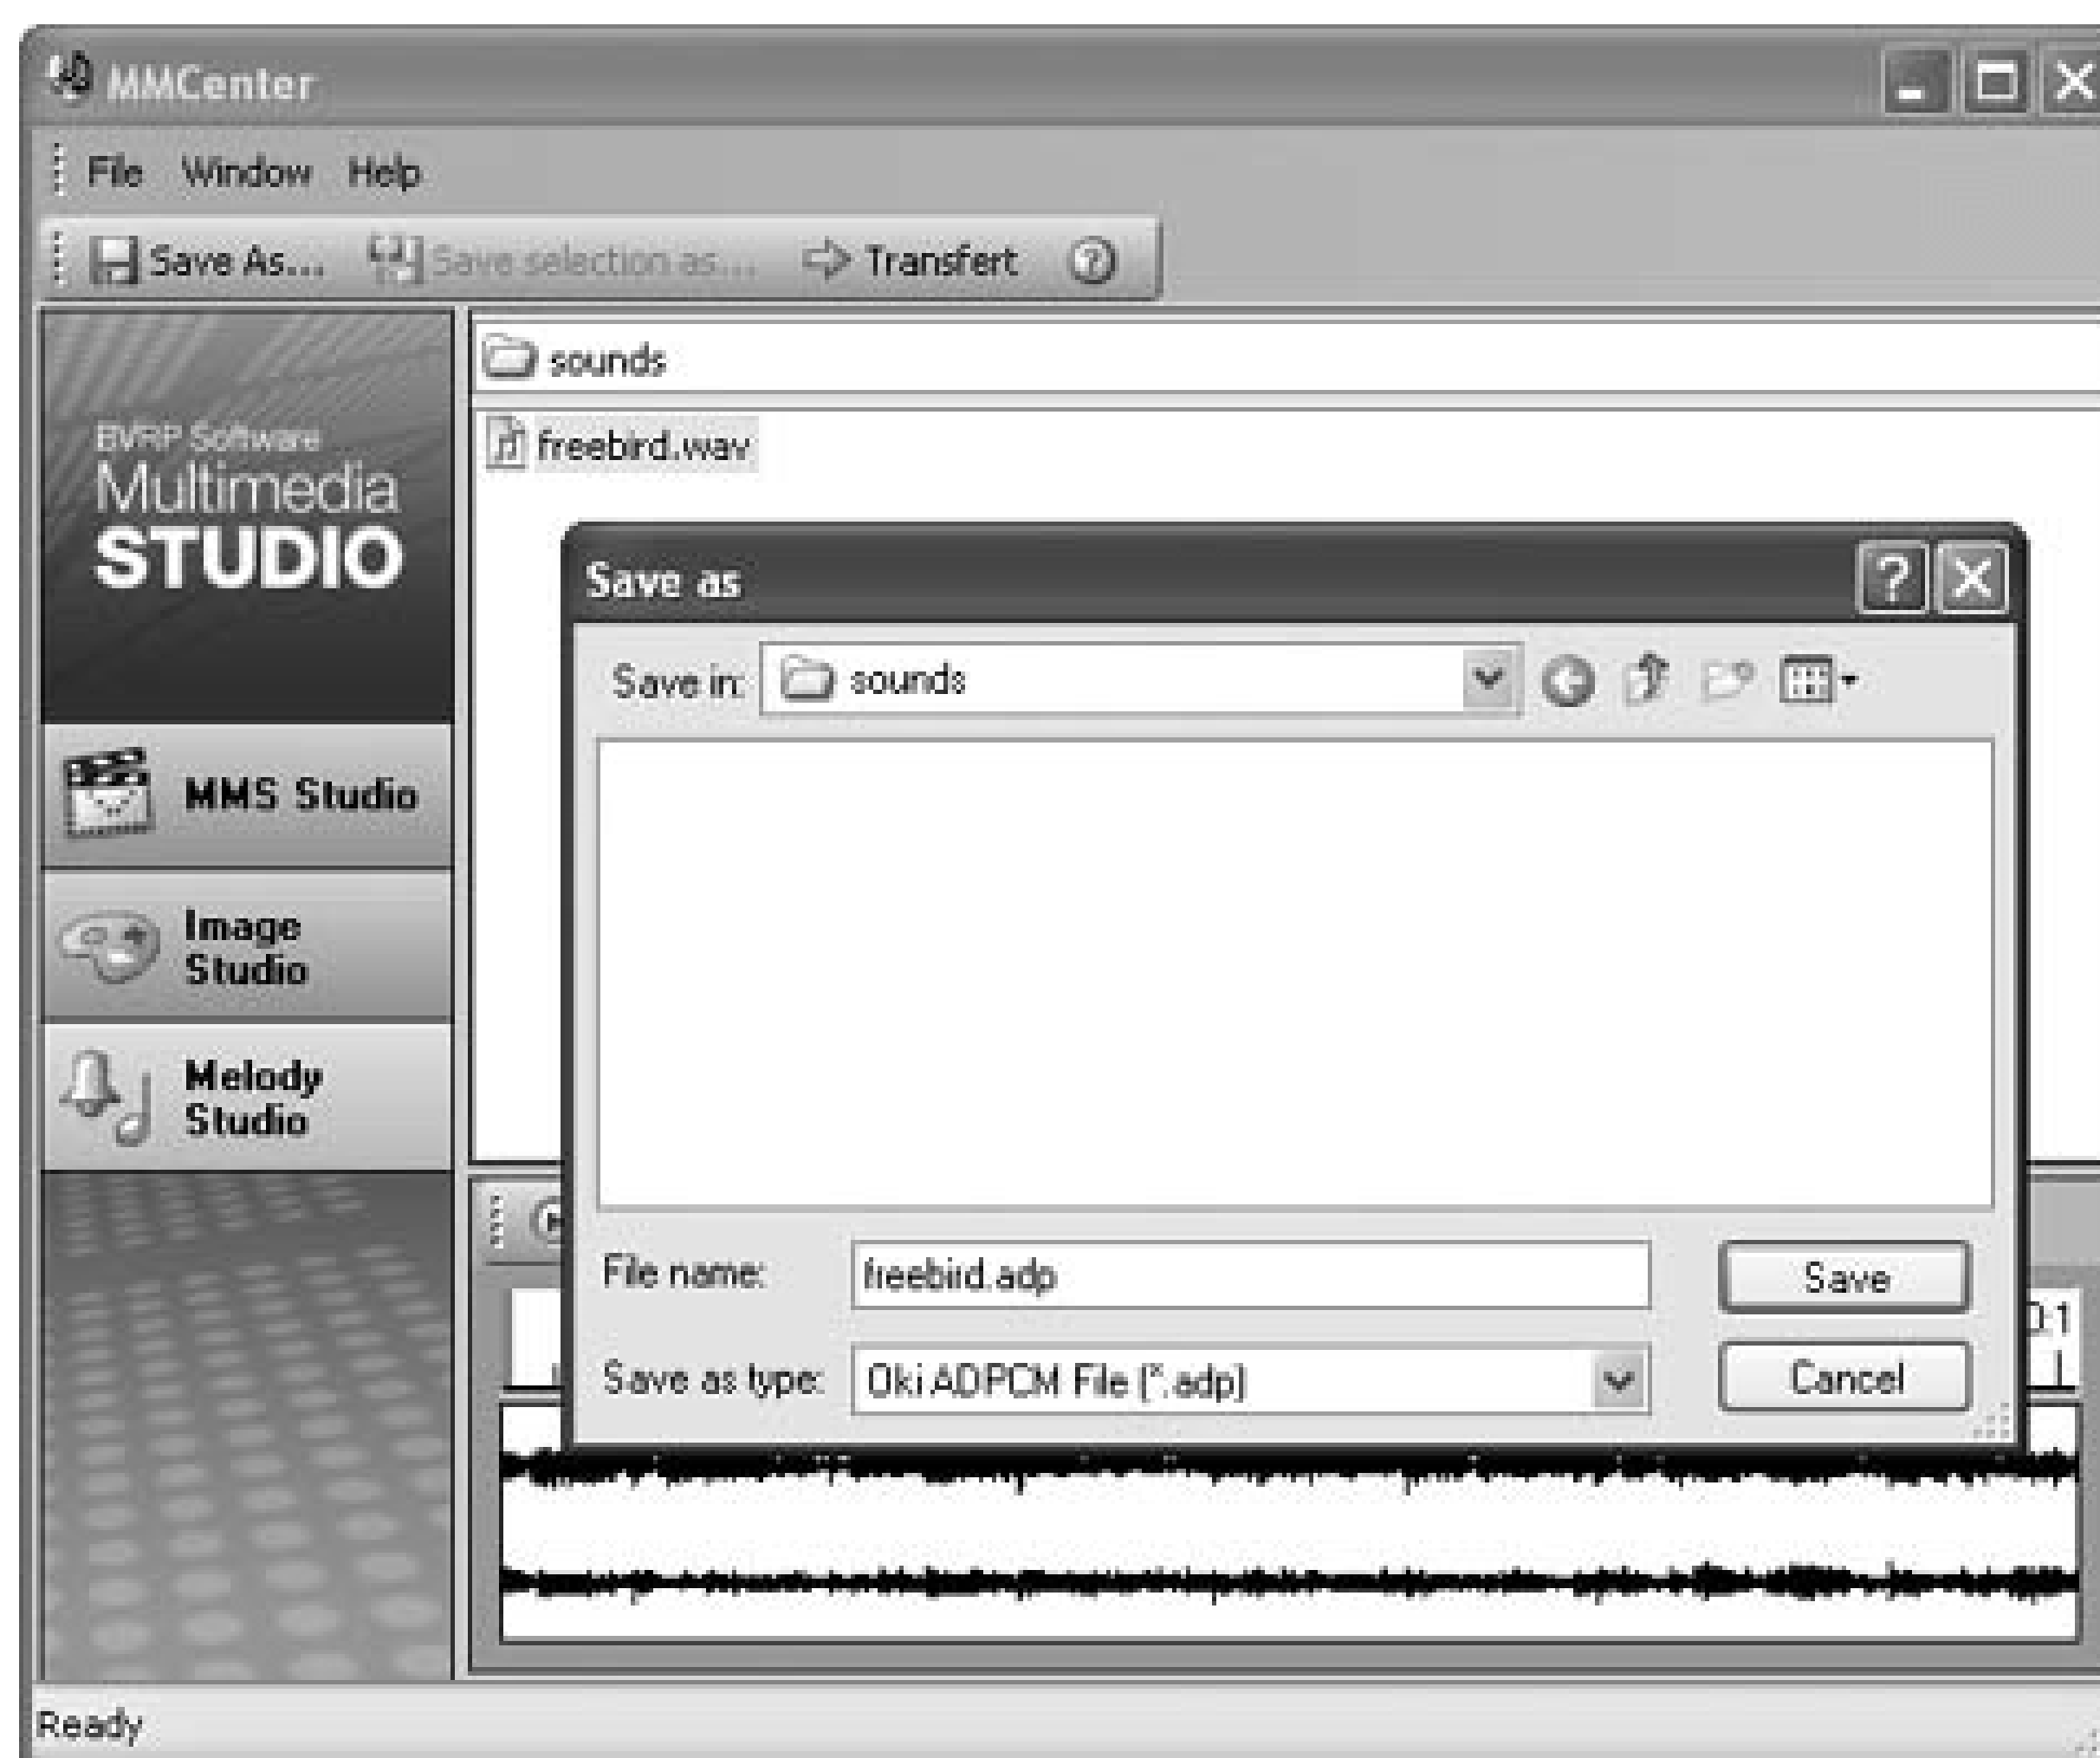 MMCenter
File Window Help
Save As... Save selection as... Transfert
sounds
BVRP Software
Multimedia
STUDIO
freebird.wav
Save as
Save in: sounds
MMS Studio
Image
Studio
Melody
Studio
File name: freebird.adp Save
0:1
Save as type: Oki ADPCM File (*.adp) Cancel
Ready